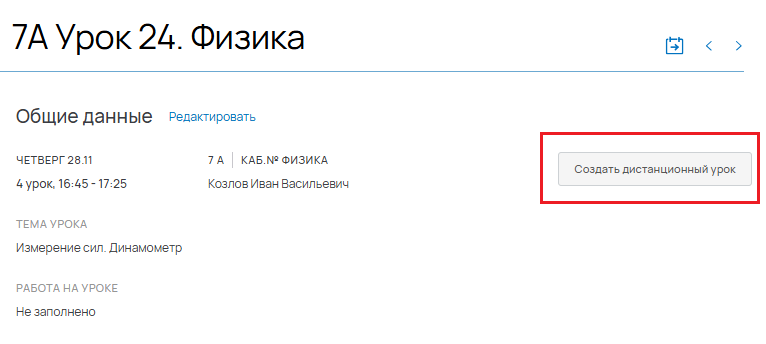 7А Урок 24. Физика
Общие данные Редактировать
ЧЕТВЕРГ 28.11
7 А | КАБ.№ ФИЗИКА
4 урок, 16:45 - 17:25
Козлов Иван Васильевич
Создать дистанционный урок
ТЕМА УРОКА
Измерение сил. Динамометр
РАБОТА НА УРОКЕ
Не заполнено